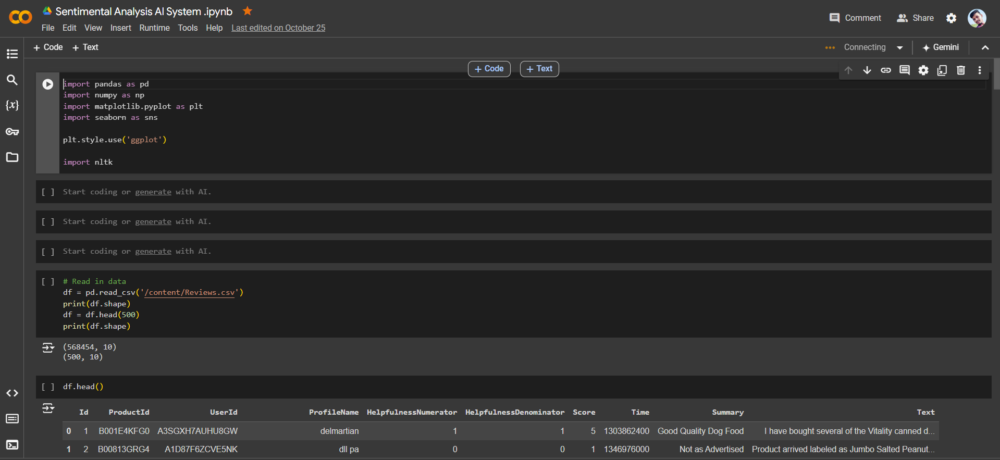 Sentimental Analysis AI System .ipynb
Comment
Share
File Edit View Insert Runtime Tools Help Last edited on October 25
+ Code + Text
Connecting
Gemini
+ Code + Text
import pandas as pd
import numpy as np
import matplotlib.pyplot as plt
import seaborn as sns
plt.style.use('ggplot')
import nltk
[ ] Start coding or generate with AI.
[ ] Start coding or generate with AI.
[ ] Start coding or generate with AI.
[ ] # Read in data
df = pd.read_csv('/content/Reviews.csv')
print(df.shape)
df = df.head(500)
print(df.shape)
(568454, 10)
(500, 10)
[ ] df.head()
Id ProductId UserId ProfileName HelpfulnessNumerator HelpfulnessDenominator Score Time Summary Text
0 1 B001E4KFG0 A3SGXH7AUHU8GW delmartian 1 1 5 1303862400 Good Quality Dog Food I have bought several of the Vitality canned d...
1 2 B00813GRG4 A1D87F6ZCVE5NK dll pa 0 0 1 1346976000 Not as Advertised Product arrived labeled as Jumbo Salted Peanut...